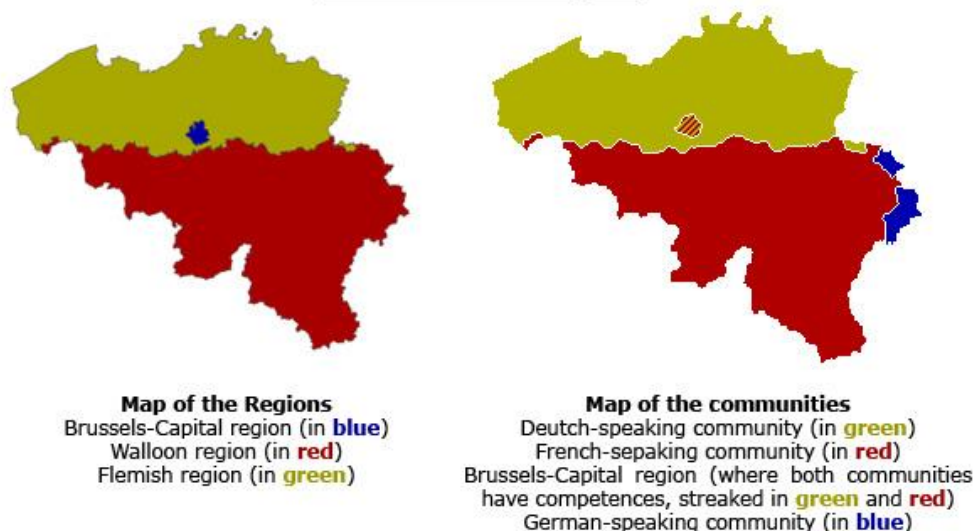 Map of the Regions
Brussels-Capital region (in blue)
Walloon region (in red)
Flemish region (in green)
Map of the communities
Deutch-speaking community (in green)
French-sepaking community (in red)
Brussels-Capital region (where both communities
have competences, streaked in green and red)
German-speaking community (in blue)